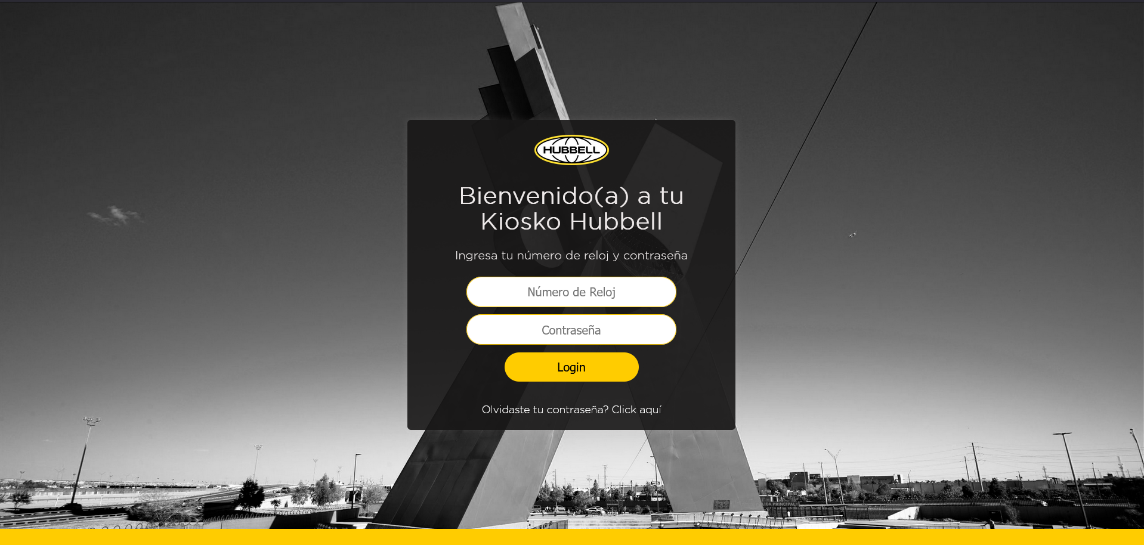 HUBBELL
Bienvenido(a) a tu
Kiosko Hubbell
Ingresa tu número de reloj y contraseña
Número de Reloj
Contraseña
Login
Olvidaste tu contraseña? Click aquí